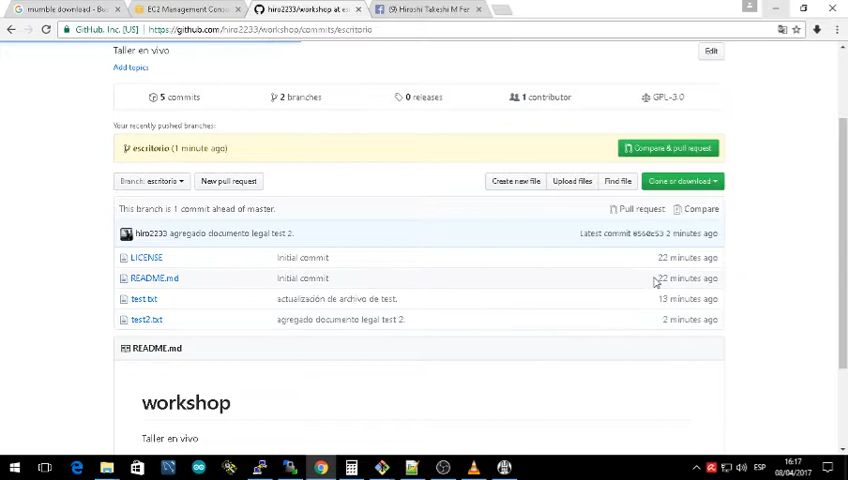 mumble download - Bus
EC2 Management Conso
hiro2233/workshop at es
(9) Hiroshi Takeshi M Fer
GitHub, Inc. [US]
https://github.com/hiro2233/workshop/commits/escritorio
Taller en vivo
Edit
Add topics
5 commits
2 branches
0 releases
1 contributor
GPL-3.0
Your recently pushed branches:
escritorio (1 minute ago)
Compare & pull request
Branch: escritorio
New pull request
Create new file
Upload files
Find file
Clone or download
This branch is 1 commit ahead of master.
Pull request
Compare
hiro2233 agregado documento legal test 2.
Latest commit 2 minutes ago
LICENSE
Initial commit
22 minutes ago
README.md
Initial commit
22 minutes ago
test.txt
actualización de archivo de test.
13 minutes ago
test2.txt
agregado documento legal test 2.
2 minutes ago
README.md
workshop
Taller en vivo
ESP
16:17
08/04/2017